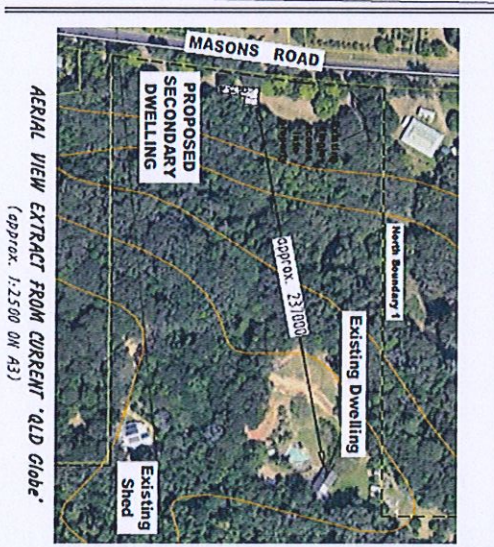 MASONS ROAD
PROPOSED
SECONDARY
DWELLING
North Boundary 1
approx. 231000
Existing Dwelling
Existing
Shed
AERIAL VIEW EXTRACT FROM CURRENT "QLD Globe"
(approx. 1:2500 ON A3)